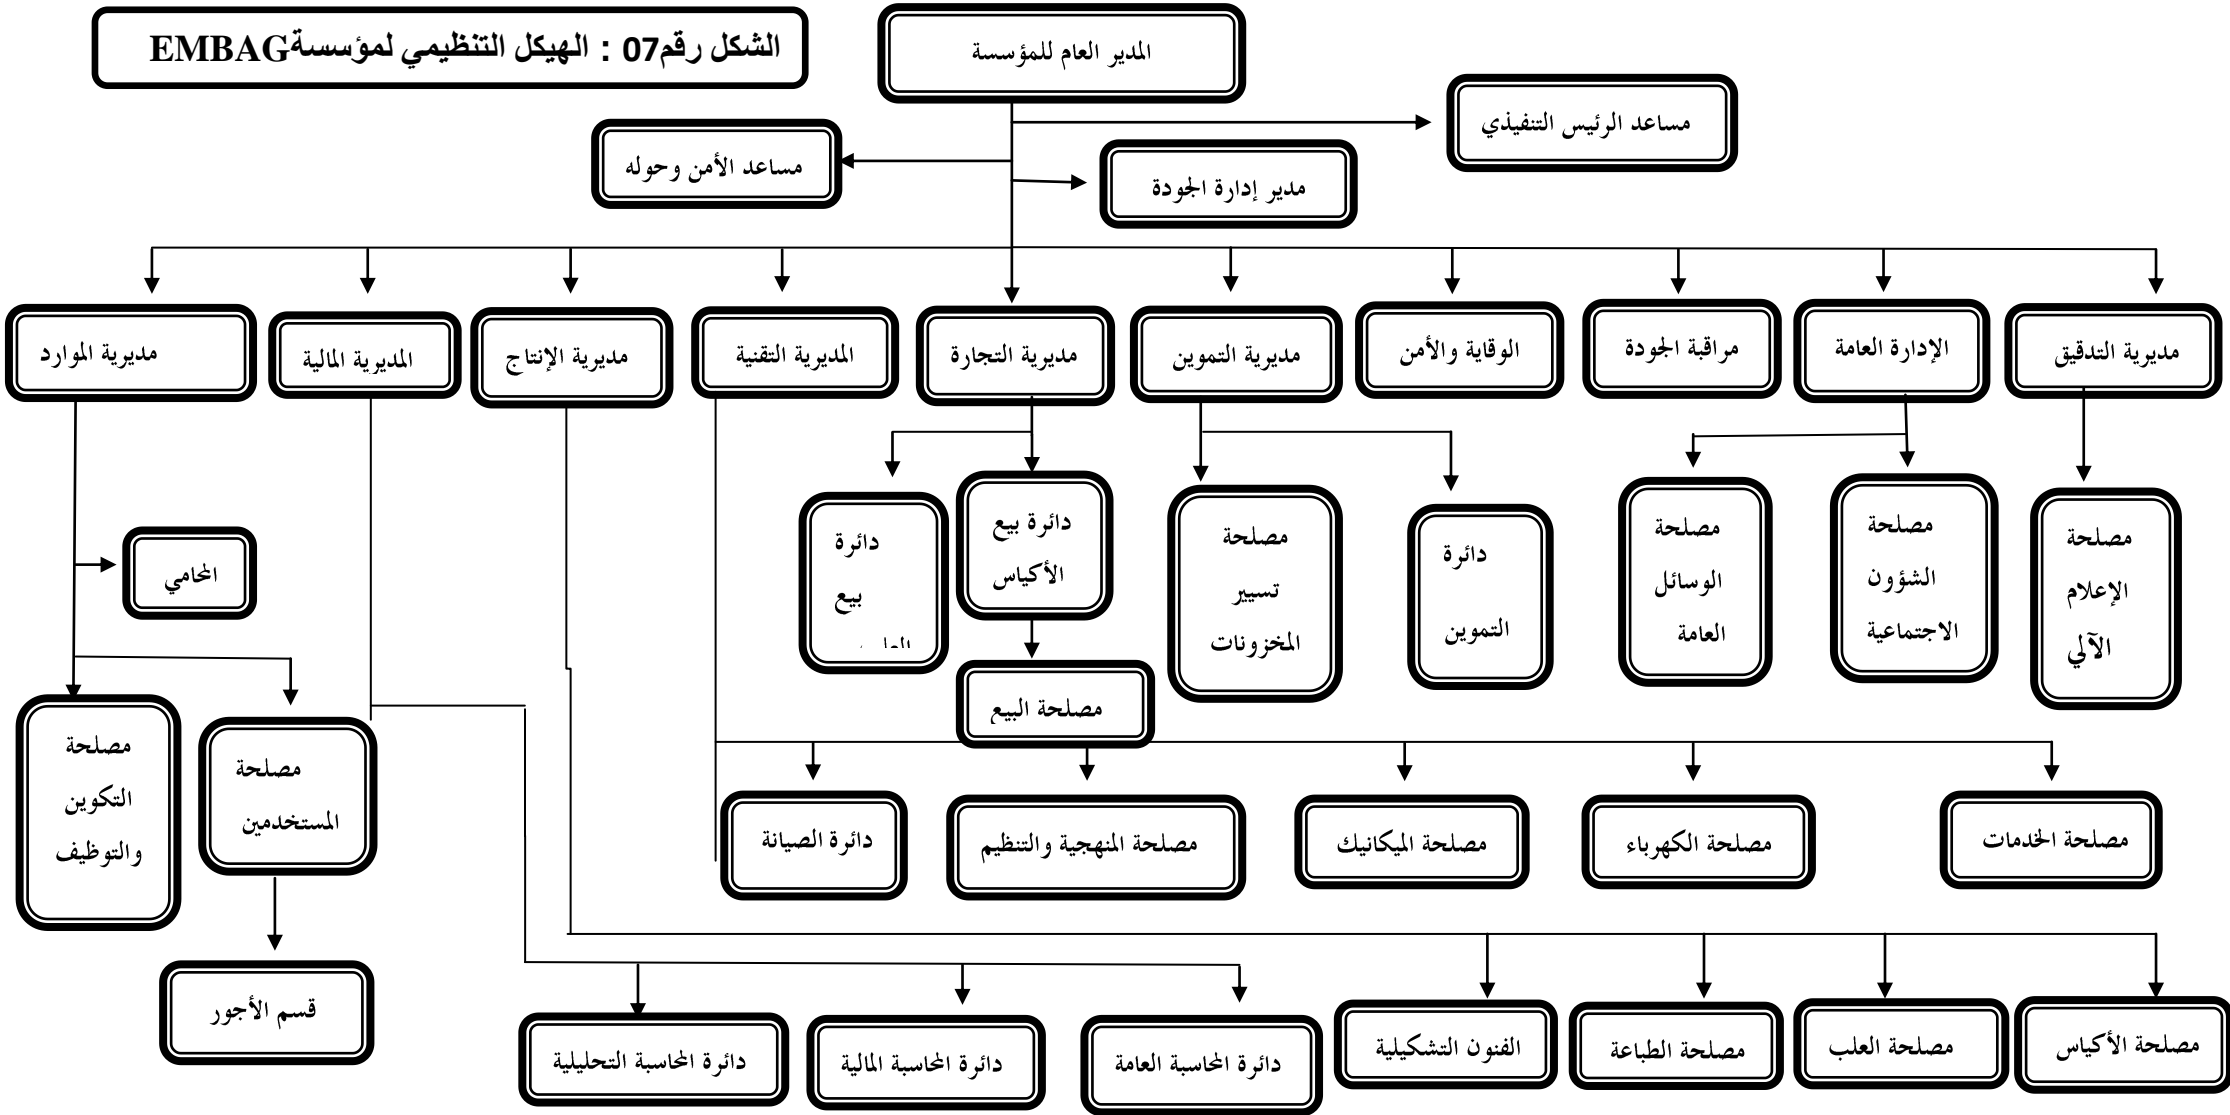 الشكل رقم07 : الهيكل التنظيمي لمؤسسةEMBAG
المدير العام للمؤسسة
مساعد الرئيس التنفيذي
مساعد الأمن وحوله
مدير إدارة الجودة
مديرية التدقيق
الإدارة العامة
مراقبة الجودة
الوقاية والأمن
مديرية التموين
مديرية التجارة
المديرية التقنية
مديرية الإنتاج
المديرية المالية
مديرية الموارد
مصلحة
الإعلام
الآلي
مصلحة
الشؤون
الاجتماعية
مصلحة
الوسائل
العامة
دائرة
التموين
مصلحة
تسيير
المخزونات
دائرة بيع
الأكياس
دائرة
بيع
المحامي
مصلحة البيع
مصلحة
المستخدمين
مصلحة
التكوين
والتوظيف
مصلحة الخدمات
مصلحة الكهرباء
مصلحة الميكانيك
مصلحة المنهجية والتنظيم
دائرة الصيانة
قسم الأجور
مصلحة الأكياس
مصلحة العلب
مصلحة الطباعة
الفنون التشكيلية
دائرة المحاسبة العامة
دائرة المحاسبة المالية
دائرة المحاسبة التحليلية